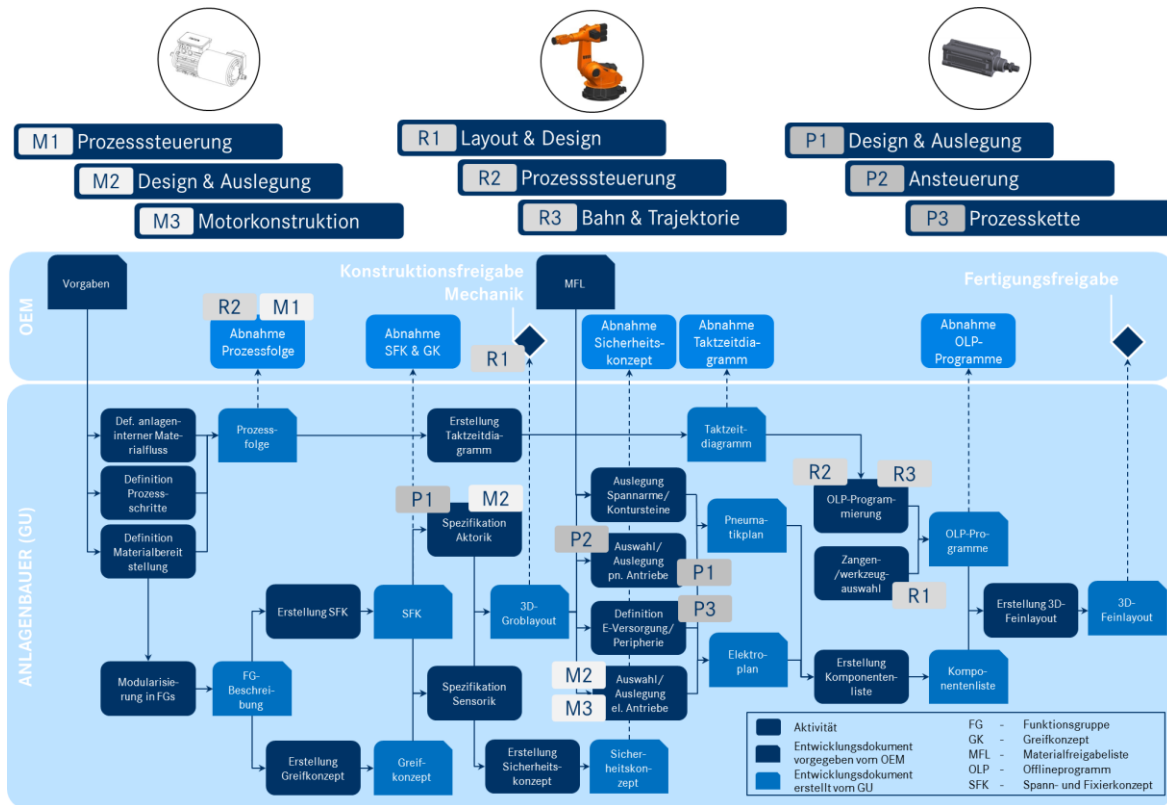 M1 Prozesssteuerung
M2 Design & Auslegung
M3 Motorkonstruktion
R1 Layout & Design
R2 Prozesssteuerung
R3 Bahn & Trajektorie
P1 Design & Auslegung
P2 Ansteuerung
P3 Prozesskette
OEM
Vorgaben
R2
M1
Abnahme
Prozessfolge
Konstruktionsfreigabe
Mechanik
Abnahme
SFK & GK
R1
MFL
Abnahme
Sicherheits-
konzept
Abnahme
Taktzeitdia-
gramm
Fertigungsfreigabe
Abnahme
OLP-
Programme
ANLAGENBAUER (GU)
Def. anlagen-
interner Mate-
rialfluss
Definition
Prozess-
schritte
Definition
Materialbereit
stellung
Prozess-
folge
Erstellung
Taktzeitdia-
gramm
Taktzeit-
diagramm
P1
M2
Spezifikation
Aktorik
Auslegung
Spannarme/
Kontursteine
P2
Auswahl/
Auslegung
pn. Antriebe
P1
Pneuma-
tikplan
R2
R3
OLP-Program-
mierung
Zangen-
/werkzeug-
auswahl
R1
OLP-Pro-
gramme
Erstellung SFK
SFK
3D-
Groblayout
P3
Definition
E-Versorgung/
Peripherie
Erstellung 3D-
Feinlayout
3D-
Feinlayout
Modularisie-
rung in FGs
FG-
Beschrei-
bung
Spezifikation
Sensorik
M2
M3
Auswahl/
Auslegung
el. Antriebe
Elektro-
plan
Erstellung
Komponenten-
liste
Kompo-
nentenliste
Erstellung
Greifkonzept
Greif-
konzept
Erstellung
Sicherheits-
konzept
Sicher-
heitskon-
zept
Aktivität
Entwicklungsdokument
vorgegeben vom OEM
Entwicklungsdokument
erstellt vom GU
FG - Funktionsgruppe
GK - Greifkonzept
MFL - Materialfreigabeliste
OLP - Offlineprogramm
SFK - Spann- und Fixierkonzept